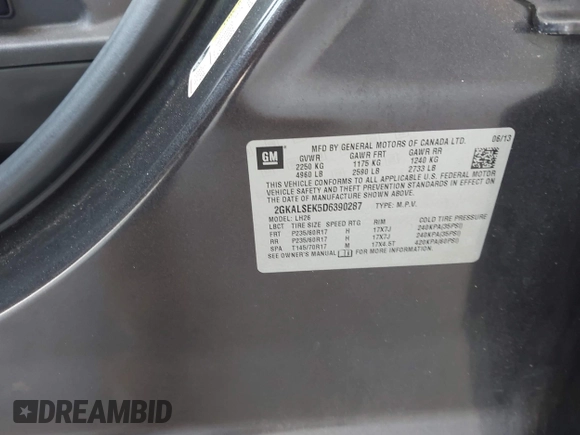 GM
MFD BY GENERAL MOTORS OF CANADA LTD. 06/13
GVWR GAWR FRT GAWR RR
2250 KG 1175 KG 1240 KG
4960 LB 2590 LB 2733 LB
THIS VEHICLE CONFORMS TO ALL APPLICABLE U.S. FEDERAL MOTOR
VEHICLE SAFETY AND THEFT PREVENTION STANDARDS IN EFFECT ON
THE DATE OF MANUFACTURE SHOWN ABOVE.
2GKALSEK5D6390287 TYPE: M.P.V.
MODEL: LH26
LBCT TIRE SIZE SPEED RTG RIM COLD TIRE PRESSURE
FRT P235/60R17 H 17X7J 240KPA(35PSI)
RR P235/60R17 H 17X7J 240KPA(35PSI)
SPA T145/70R17 M 17X4.5T 420KPA(60PSI)
SEE OWNER'S MANUAL FOR MORE INFORMATION.
DREAMBID